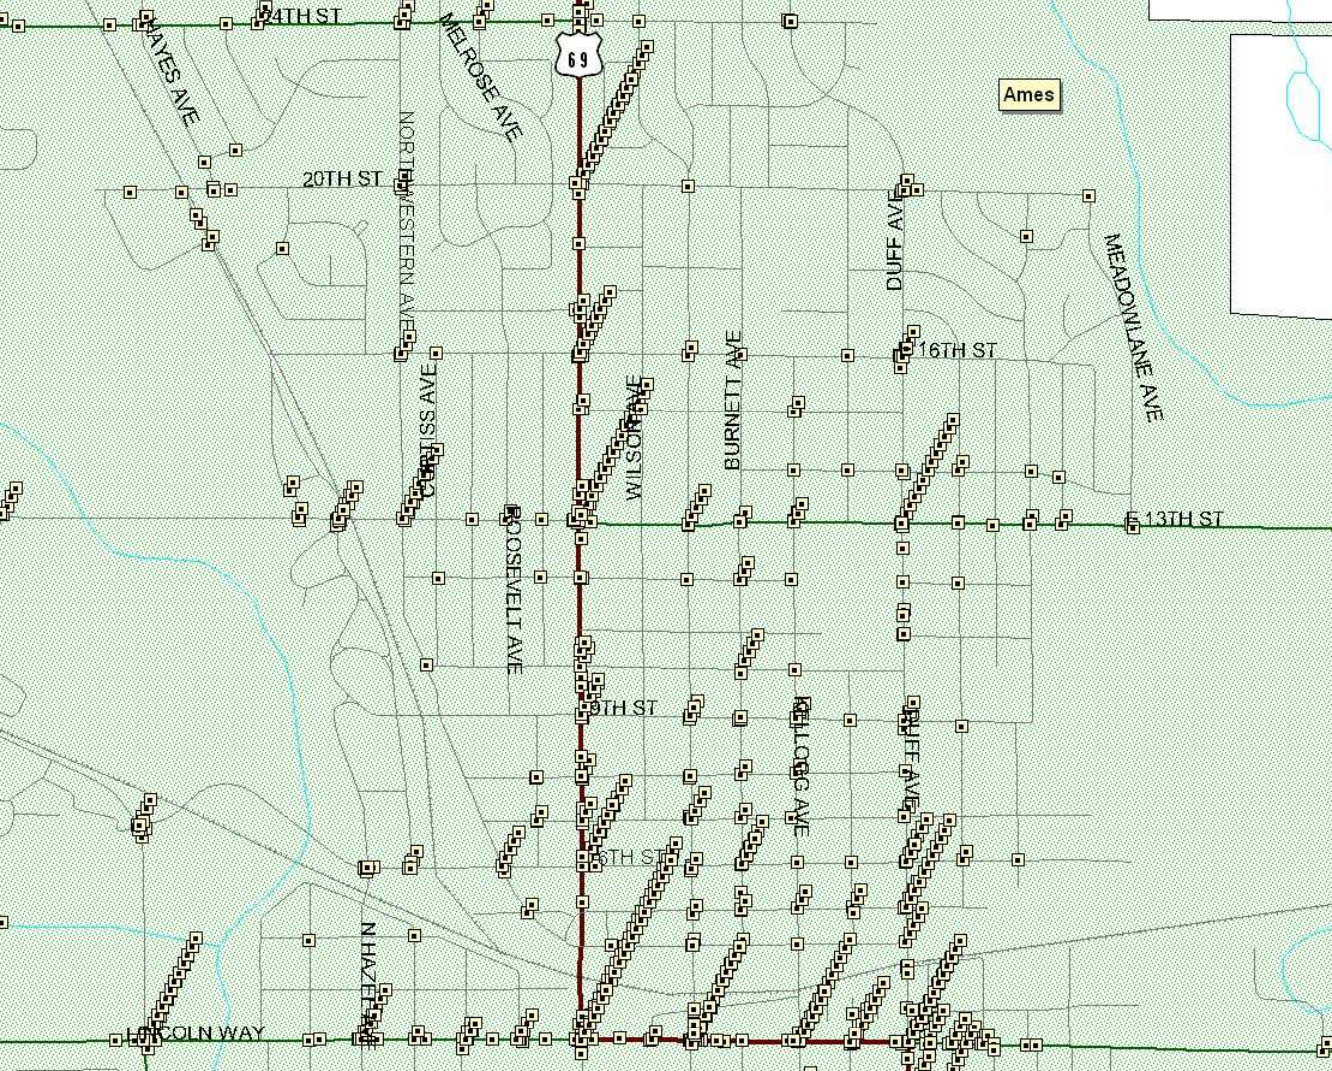 24TH ST
HAYES AVE
MELROSE AVE
69
Ames
NORTHWESTERN AVE
20TH ST
DUFF AVE
MEADOWLANE AVE
16TH ST
BURNETT AVE
CURTISS AVE
WILSON AVE
E 13TH ST
ROOSEVELT AVE
9TH ST
KELLOGG AVE
DUFF AVE
6TH ST
N HAZEL AVE
LINCOLN WAY